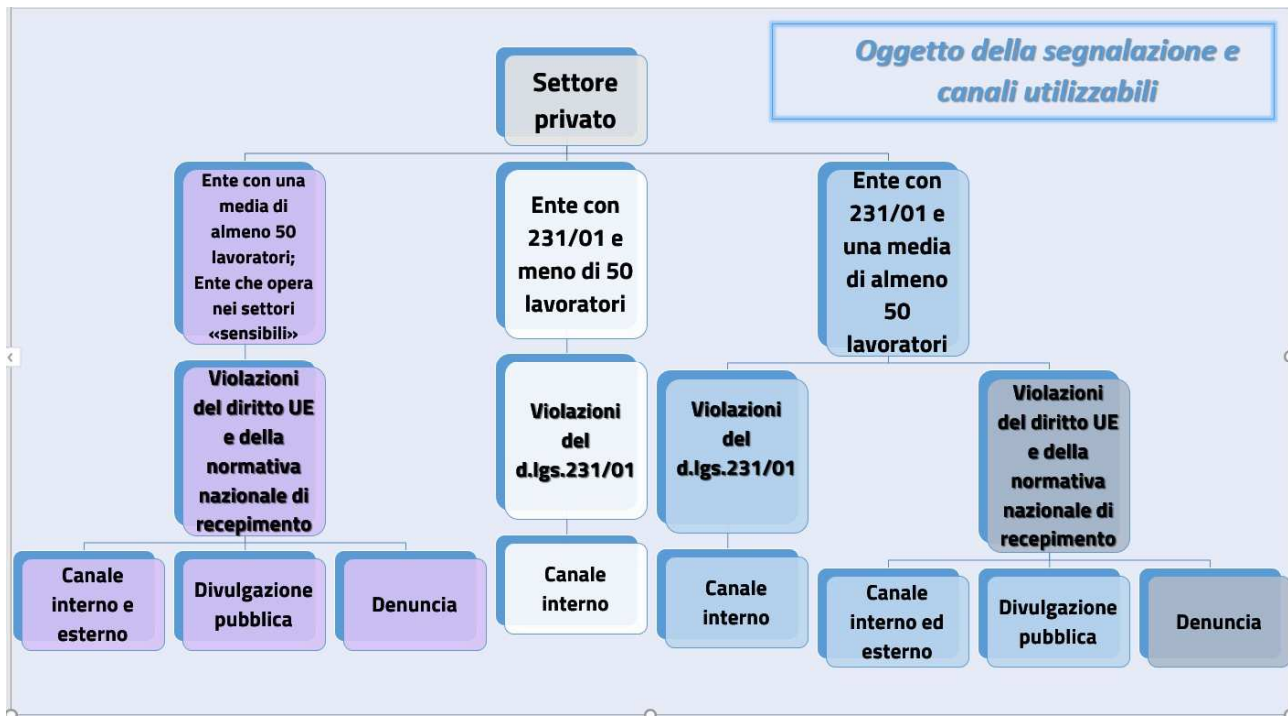 Oggetto della segnalazione e
canali utilizzabili
Settore
privato
Ente con una
media di
almeno 50
lavoratori;
Ente che opera
nei settori
«sensibili»
Ente con
231/01 e
meno di 50
lavoratori
Ente con
231/01 e
una media
di almeno
50
lavoratori
Violazioni
del diritto UE
e della
normativa
nazionale di
recepimento
Violazioni
del
d.lgs.231/01
Violazioni
del
d.lgs.231/01
Violazioni
del diritto UE
e della
normativa
nazionale di
recepimento
Canale
interno e
esterno
Divulgazione
pubblica
Denuncia
Canale
interno
Canale
interno
Canale
interno ed
esterno
Divulgazione
pubblica
Denuncia